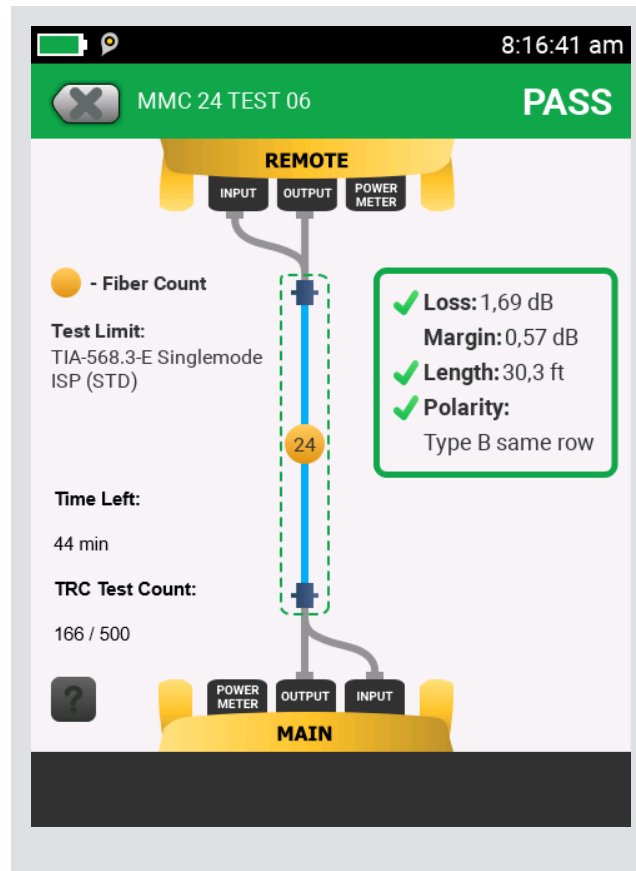 8:16:41 am
MMC 24 TEST 06
PASS
REMOTE
INPUT
OUTPUT
POWER
METER
- Fiber Count
Test Limit:
TIA-568.3-E Singlemode
ISP (STD)
Loss: 1,69 dB
Margin: 0,57 dB
Length: 30,3 ft
Polarity:
Type B same row
24
Time Left:
44 min
TRC Test Count:
166 / 500
?
POWER
METER
OUTPUT
INPUT
MAIN